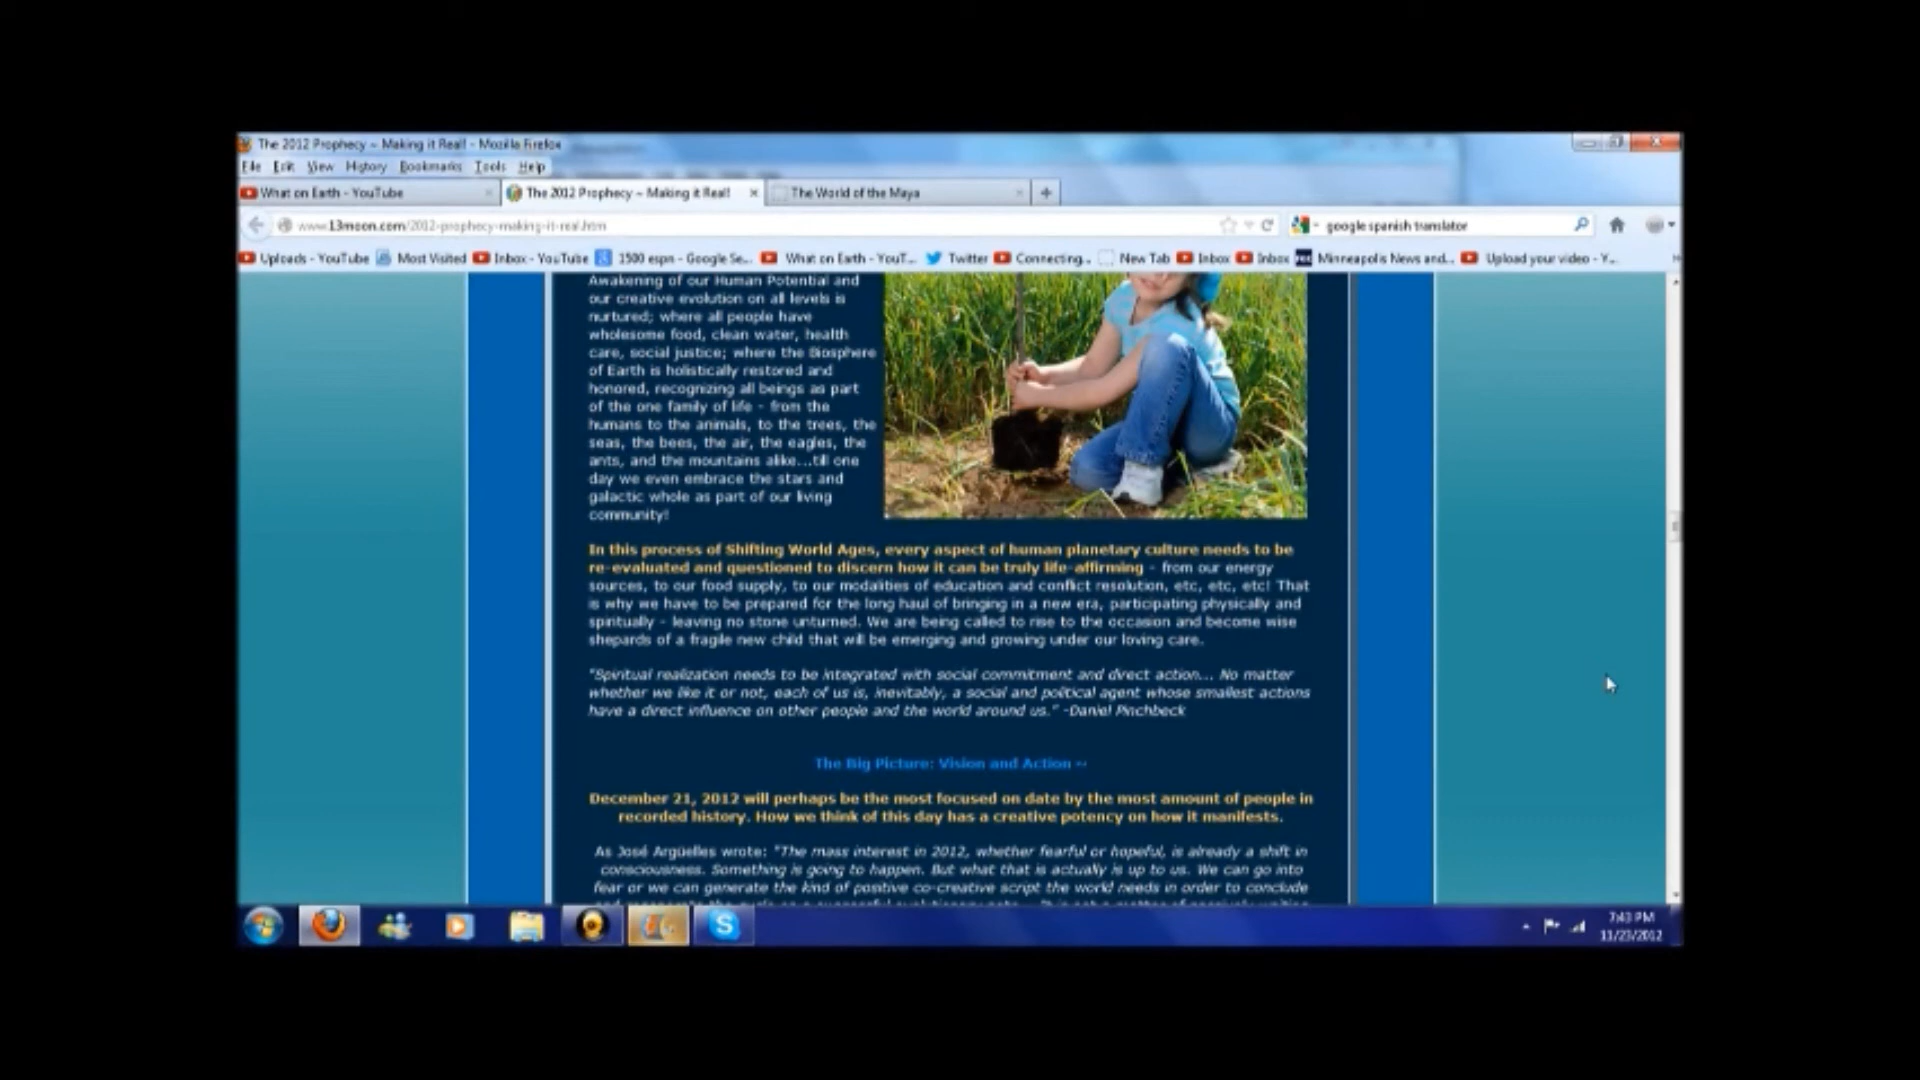 The 2012 Prophecy ~ Making it Real! - Mozilla Firefox
File Edit View History Bookmarks Tools Help
What on Earth - YouTube The 2012 Prophecy ~ Making it Real! The World of the Maya
www.13moon.com/2012-prophecy-making-it-real.htm google spanish translator
Uploads - YouTube Most Visited Inbox - YouTube 1500 espn - Google Se... What on Earth - YouT... Twitter Connecting... New Tab Inbox Inbox Minneapolis News and... Upload your video - Y...
Awakening of our Human Potential and
our creative evolution on all levels is
nurtured; where all people have
wholesome food, clean water, health
care, social justice; where the Biosphere
of Earth is holistically restored and
honored, recognizing all beings as part
of the one family of life - from the
humans to the animals, to the trees, the
seas, the bees, the air, the eagles, the
ants, and the mountains alike...till one
day we even embrace the stars and
galactic whole as part of our living
community!
In this process of Shifting World Ages, every aspect of human planetary culture needs to be
re-evaluated and questioned to discern how it can be truly life-affirming - from our energy
sources, to our food supply, to our modalities of education and conflict resolution, etc, etc, etc! That
is why we have to be prepared for the long haul of bringing in a new era, participating physically and
spiritually - leaving no stone unturned. We are being called to rise to the occasion and become wise
shepards of a fragile new child that will be emerging and growing under our loving care.
"Spiritual realization needs to be integrated with social commitment and direct action... No matter
whether we like it or not, each of us is, inevitably, a social and political agent whose smallest actions
have a direct influence on other people and the world around us." -Daniel Pinchbeck
The Big Picture: Vision and Action ~
December 21, 2012 will perhaps be the most focused on date by the most amount of people in
recorded history. How we think of this day has a creative potency on how it manifests.
As José Argüelles wrote: "The mass interest in 2012, whether fearful or hopeful, is already a shift in
consciousness. Something is going to happen. But what that is actually is up to us. We can go into
fear or we can generate the kind of positive co-creative script the world needs in order to conclude
7:43 PM
11/23/2012